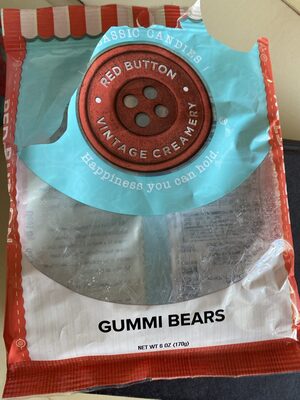 CLASSIC CANDIES
RED BUTTON
VINTAGE CREAMERY
Happiness you can hold.
GUMMI BEARS
NET WT 6 OZ (170g)